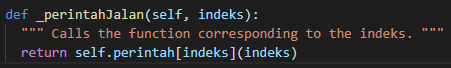 def _perintahJalan(self, indeks):
""" Calls the function corresponding to the indeks. """
return self.perintah[indeks](indeks)